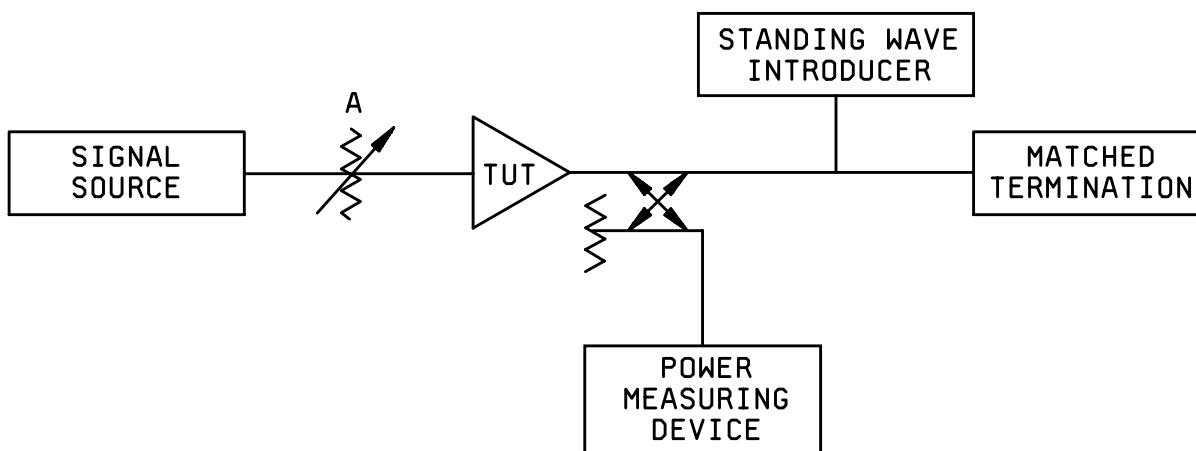 STANDING WAVE
INTRODUCER
A
SIGNAL
SOURCE
TUT
MATCHED
TERMINATION
POWER
MEASURING
DEVICE